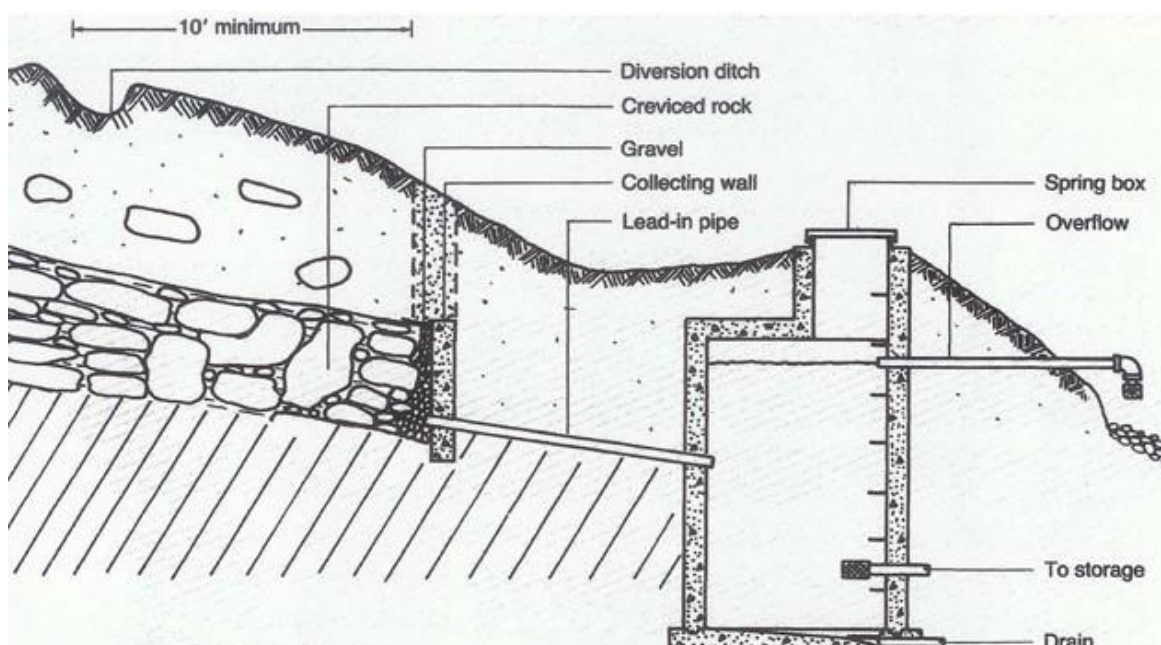 10' minimum
Diversion ditch
Creviced rock
Gravel
Collecting wall
Lead-in pipe
Spring box
Overflow
To storage
Drain